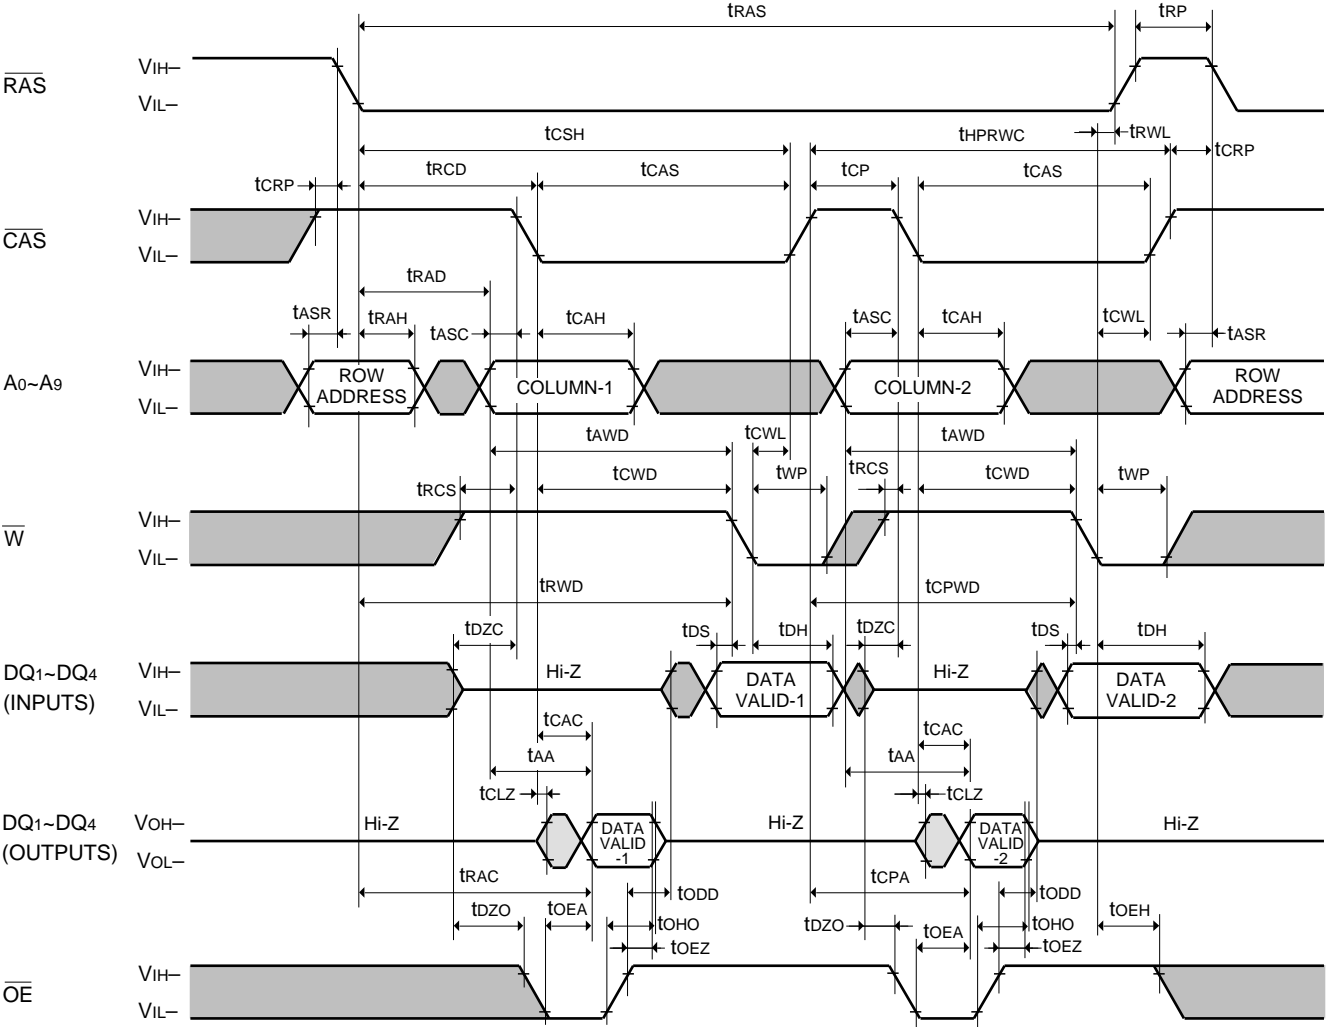 tRAS tRP
RAS VIH–
VIL–
tCSH tHPRWC tRWL
tCRP tRCD tCAS tCP tCAS tCRP
CAS VIH–
VIL–
tRAD
tASR tRAH tASC tCAH tASC tCAH tCWL tASR
A0~A9 VIH–
VIL–
ROW ADDRESS COLUMN-1 COLUMN-2 ROW ADDRESS
tAWD tCWL tAWD
tRCS tCWD tWP tRCS tCWD tWP
W VIH–
VIL–
tRWD tCPWD
tDZC tDS tDH tDZC tDS tDH
DQ1~DQ4 (INPUTS) VIH–
VIL–
Hi-Z DATA VALID-1 Hi-Z DATA VALID-2
tCAC tCAC
tAA tAA
tCLZ tCLZ
DQ1~DQ4 (OUTPUTS) VOH–
VOL–
Hi-Z DATA VALID -1 Hi-Z DATA VALID -2 Hi-Z
tRAC tODD tCPA tODD
tDZO tOEA tOHO tDZO tOEA tOHO tOEH
tOEZ tOEZ
OE VIH–
VIL–